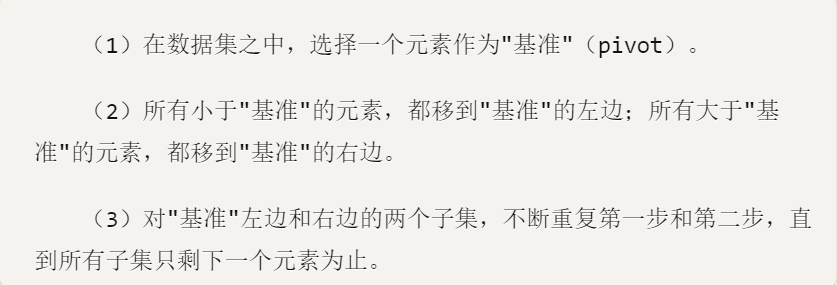 （1）在数据集之中，选择一个元素作为"基准"（pivot）。
（2）所有小于"基准"的元素，都移到"基准"的左边；所有大于"基
准"的元素，都移到"基准"的右边。
（3）对"基准"左边和右边的两个子集，不断重复第一步和第二步，直
到所有子集只剩下一个元素为止。